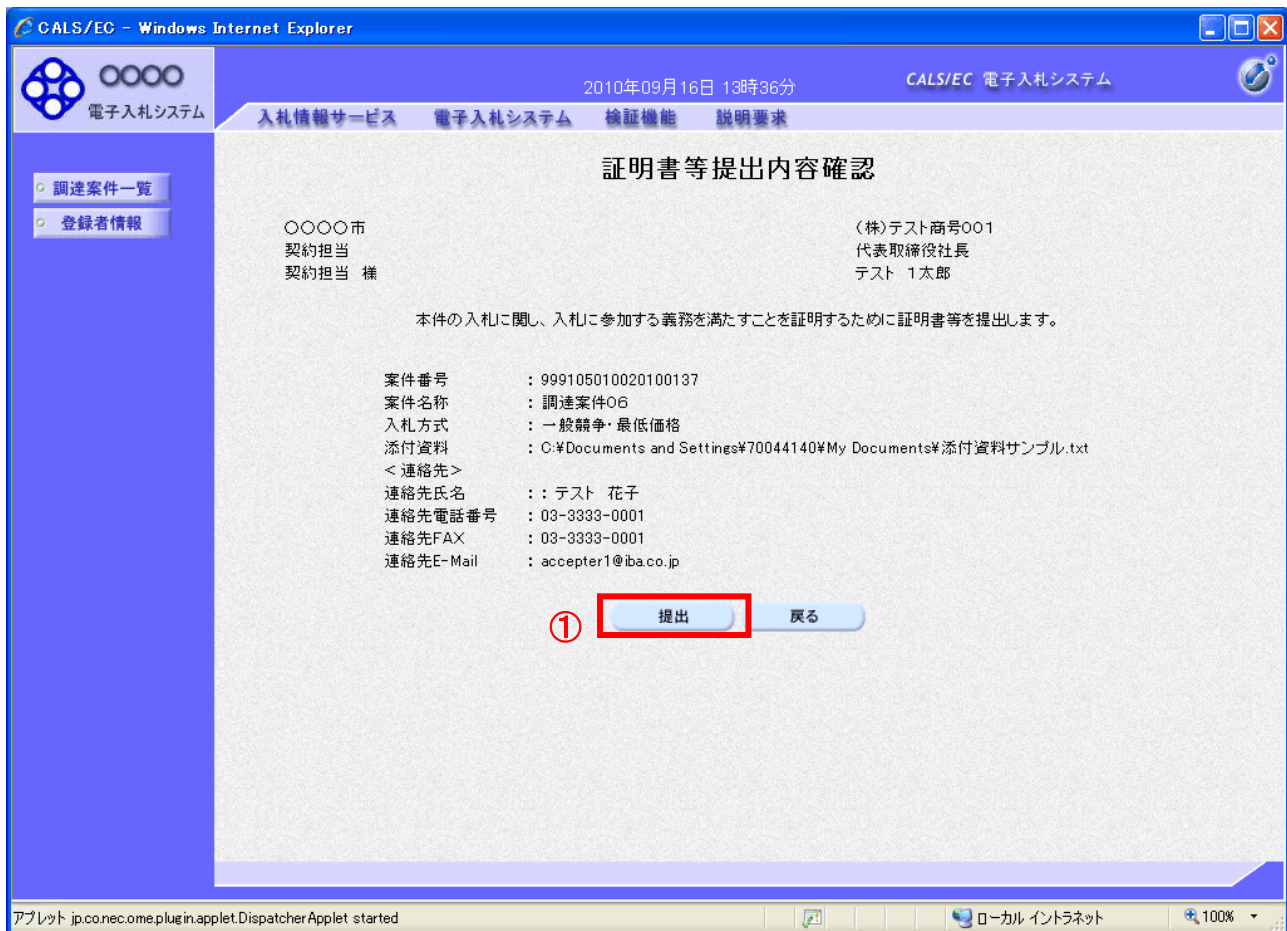 CALS/EC - Windows Internet Explorer
○○○○
電子入札システム
2010年09月16日 13時36分
CALS/EC 電子入札システム
入札情報サービス 電子入札システム 検証機能 説明要求
調達案件一覧
登録者情報
証明書等提出内容確認
○○○○市
契約担当
契約担当 様
(株)テスト商号001
代表取締役社長
テスト 1太郎
本件の入札に関し、入札に参加する義務を満たすことを証明するために証明書等を提出します。
案件番号 : 999105010020100137
案件名称 : 調達案件06
入札方式 : 一般競争・最低価格
添付資料 : C:¥Documents and Settings¥70044140¥My Documents¥添付資料サンプル.txt
<連絡先>
連絡先氏名 : : テスト 花子
連絡先電話番号 : 03-3333-0001
連絡先FAX : 03-3333-0001
連絡先E-Mail : accepter1@iba.co.jp
① 提出 戻る
アプレット jp.co.nec.ome.plugin.applet.DispatcherApplet started
ローカル イントラネット
100%